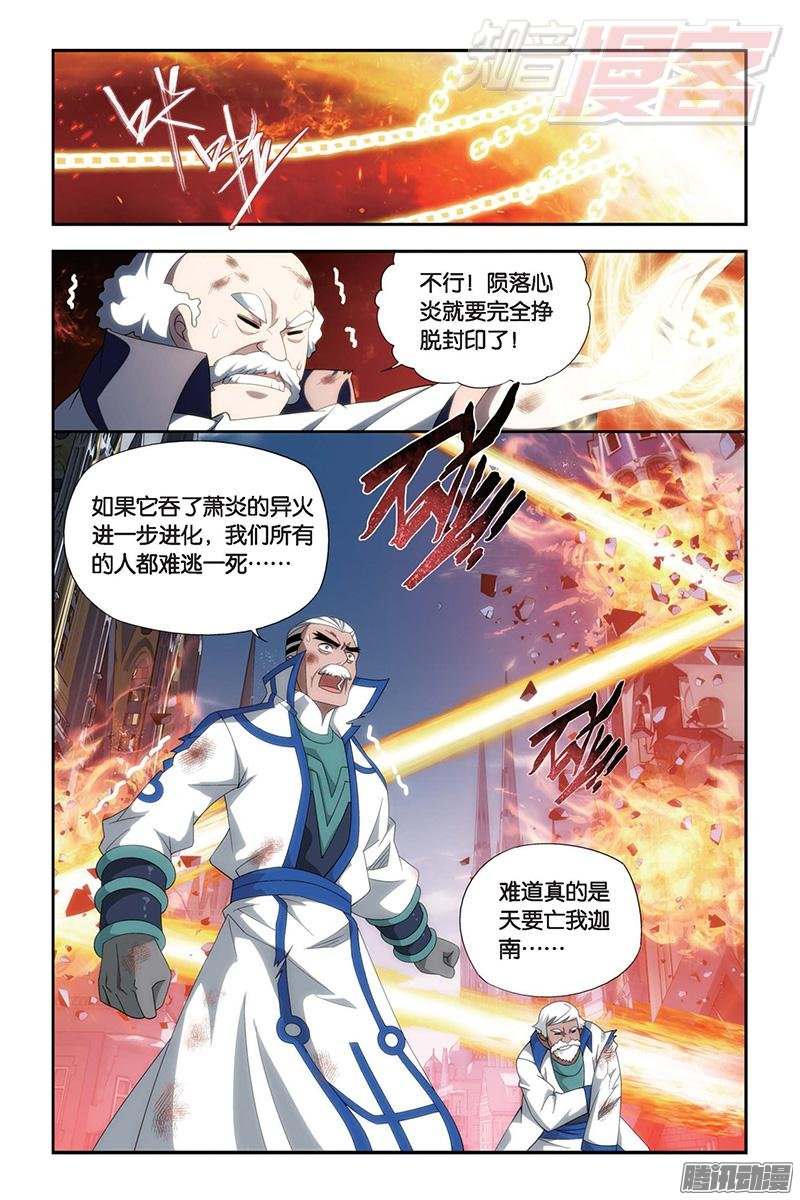 知音漫客
咔
咔
不行！陨落心
炎就要完全挣
脱封印了！
如果它吞了萧炎的异火
进一步进化，我们所有
的人都难逃一死……
难道真的是
天要亡我迦
南……
腾讯动漫